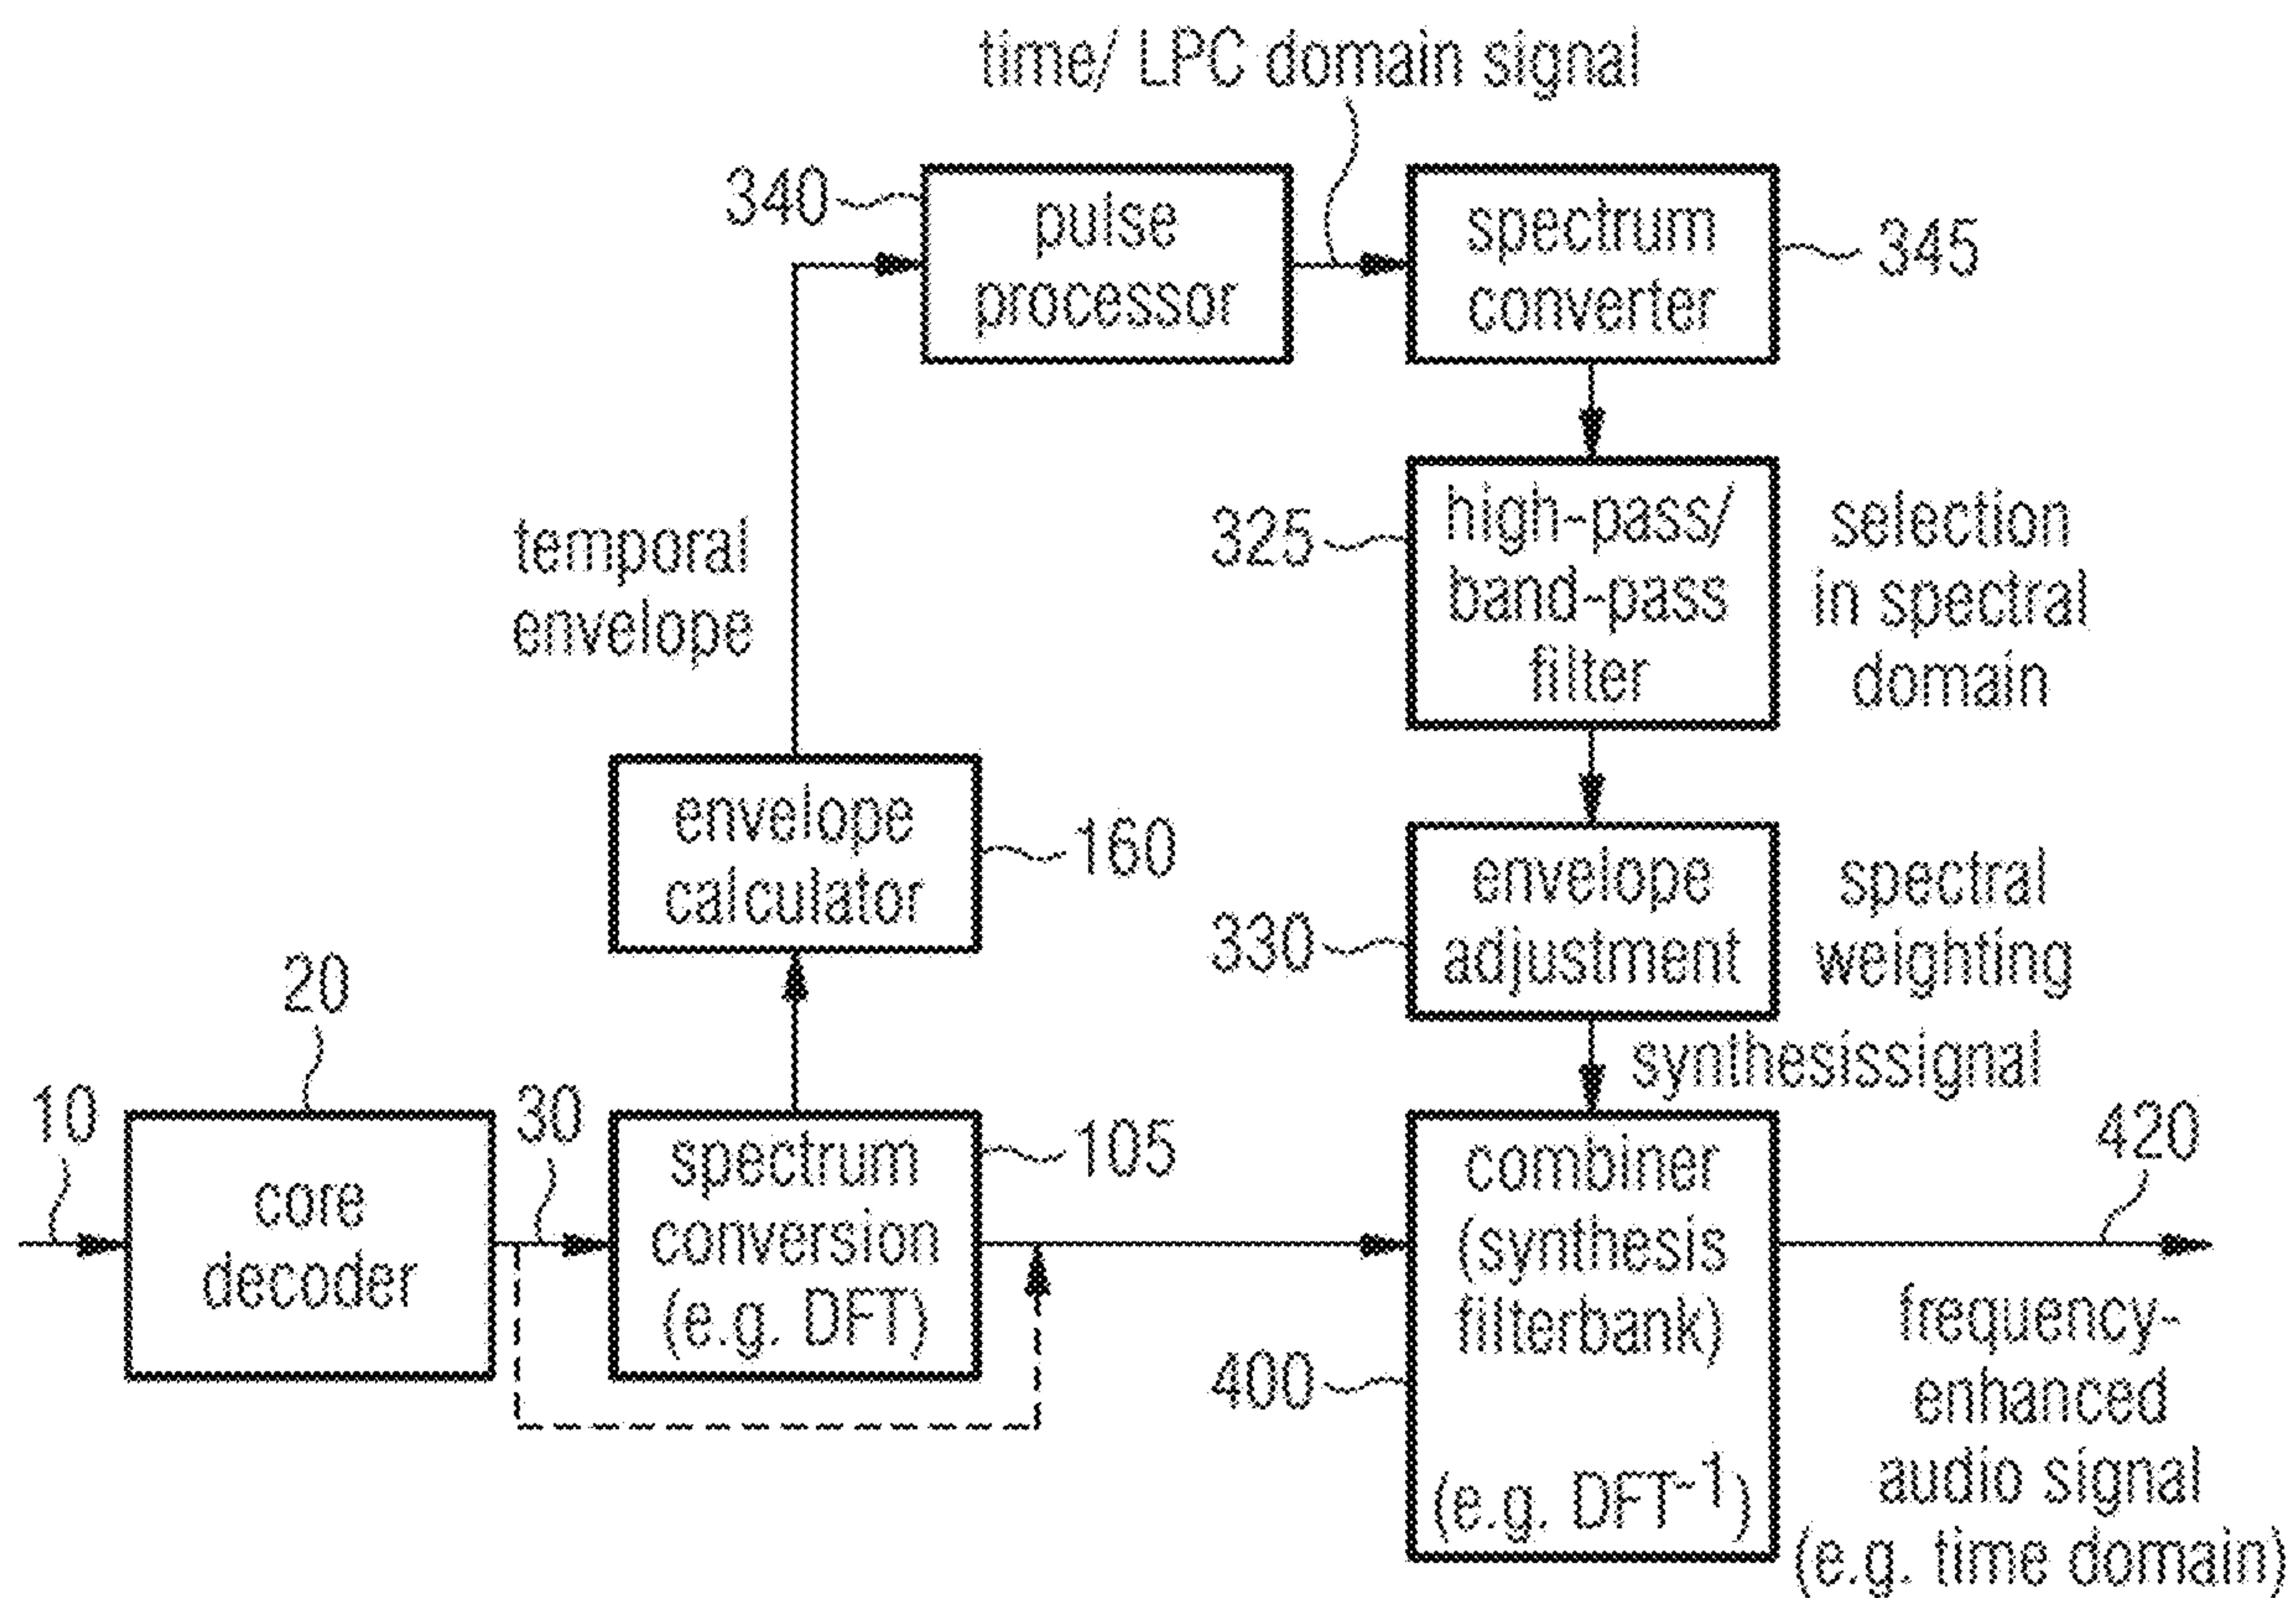 time/ LPC domain signal
340
pulse
processor
spectrum
converter
345
temporal
envelope
325
high-pass/
band-pass
filter
selection
in spectral
domain
envelope
calculator
160
330
envelope
adjustment
spectral
weighting
synthesissignal
20
10
core
decoder
30
spectrum
conversion
(e.g. DFT)
105
combiner
(synthesis
filterbank)
400
(e.g. DFT⁻¹)
420
frequency-
enhanced
audio signal
(e.g. time domain)